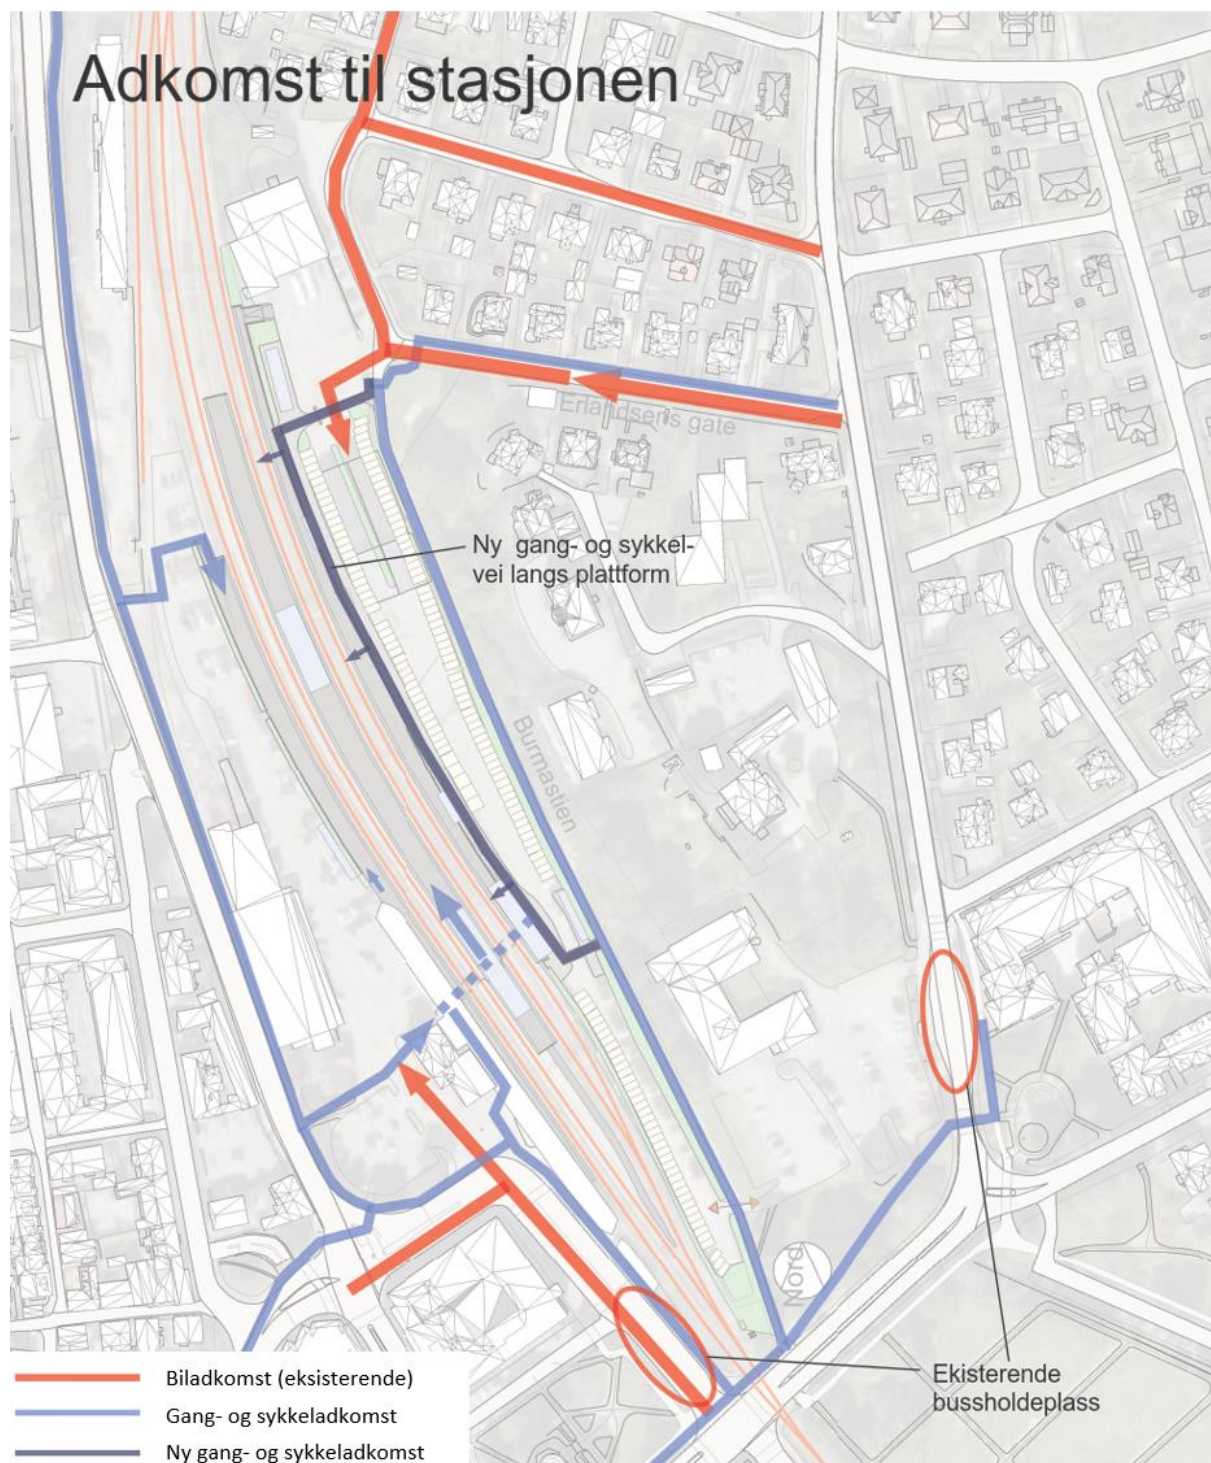 Adkomst til stasjonen
Erlandsens gate
Ny gang- og sykkel-
vei langs plattform
Burmastien
Nord
Ekisterende
bussholdeplass
Biladkomst (eksisterende)
Gang- og sykkeladkomst
Ny gang- og sykkeladkomst